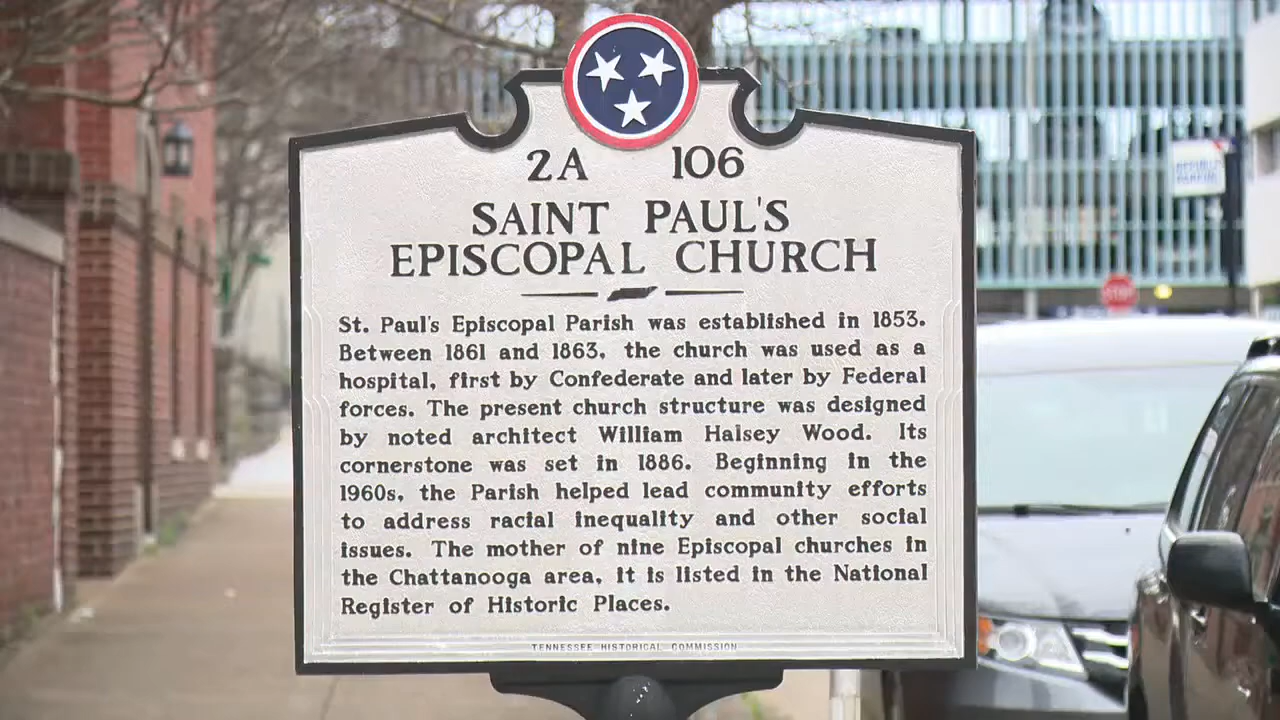 2A 106
SAINT PAUL'S
EPISCOPAL CHURCH
St. Paul's Episcopal Parish was established in 1853.
Between 1861 and 1863, the church was used as a
hospital, first by Confederate and later by Federal
forces. The present church structure was designed
by noted architect William Halsey Wood. Its
cornerstone was set in 1886. Beginning in the
1960s, the Parish helped lead community efforts
to address racial inequality and other social
issues. The mother of nine Episcopal churches in
the Chattanooga area, it is listed in the National
Register of Historic Places.
TENNESSEE HISTORICAL COMMISSION
STOP